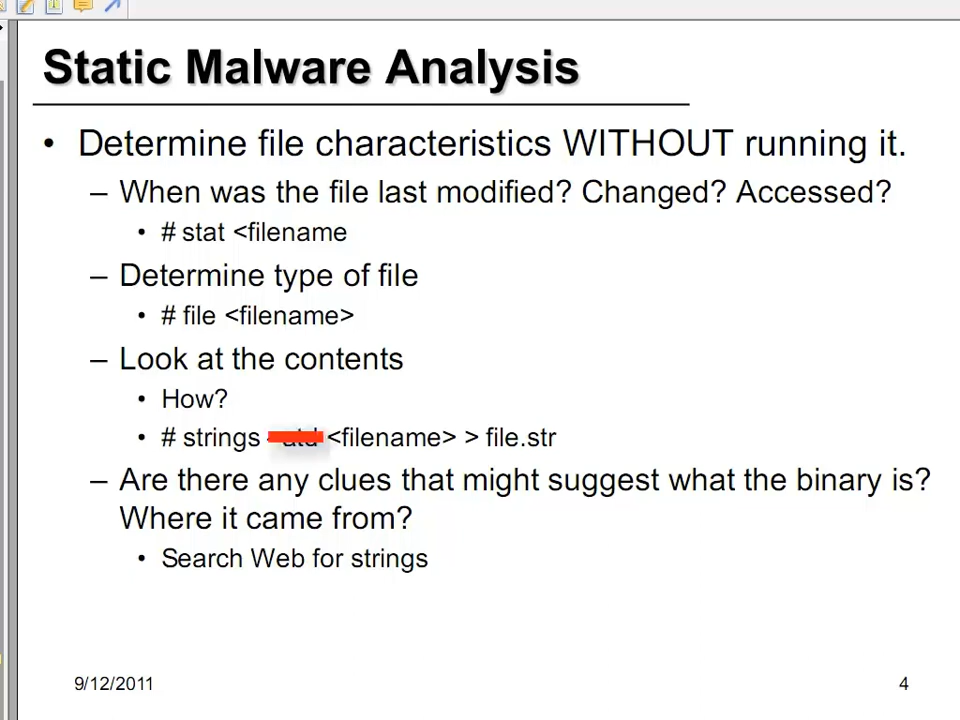 Static Malware Analysis
• Determine file characteristics WITHOUT running it.
– When was the file last modified? Changed? Accessed?
• # stat <filename
– Determine type of file
• # file <filename>
– Look at the contents
• How?
• # strings <filename> > file.str
– Are there any clues that might suggest what the binary is?
Where it came from?
• Search Web for strings
9/12/2011
4